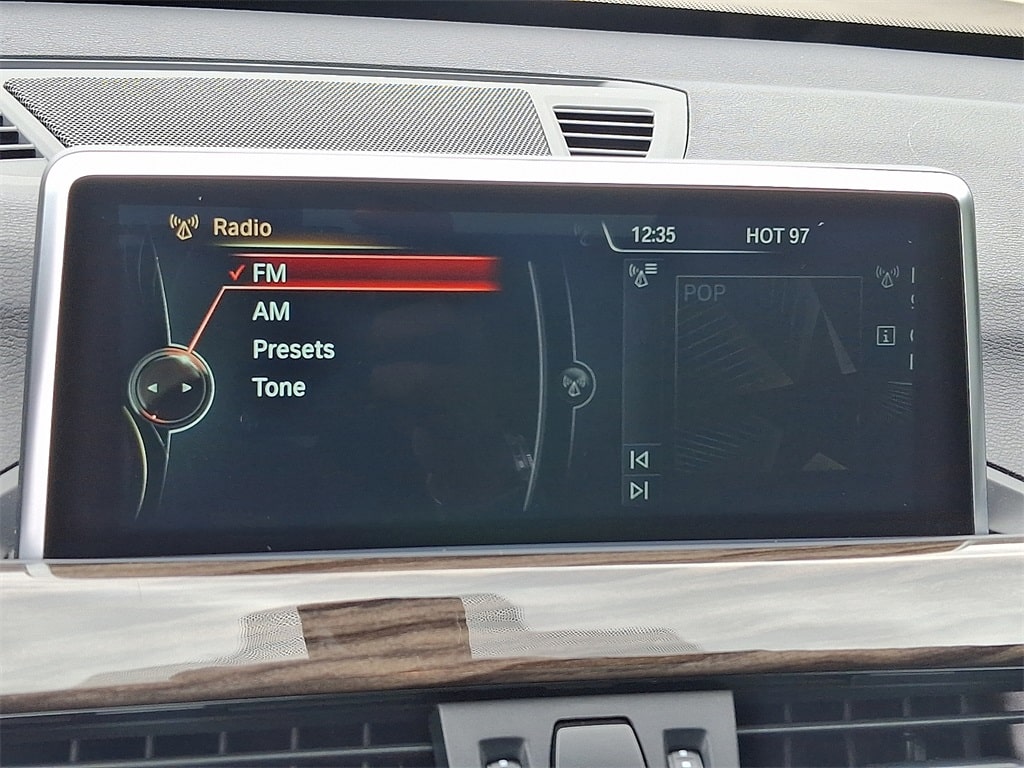 Radio
12:35
HOT 97
FM
AM
Presets
Tone
POP